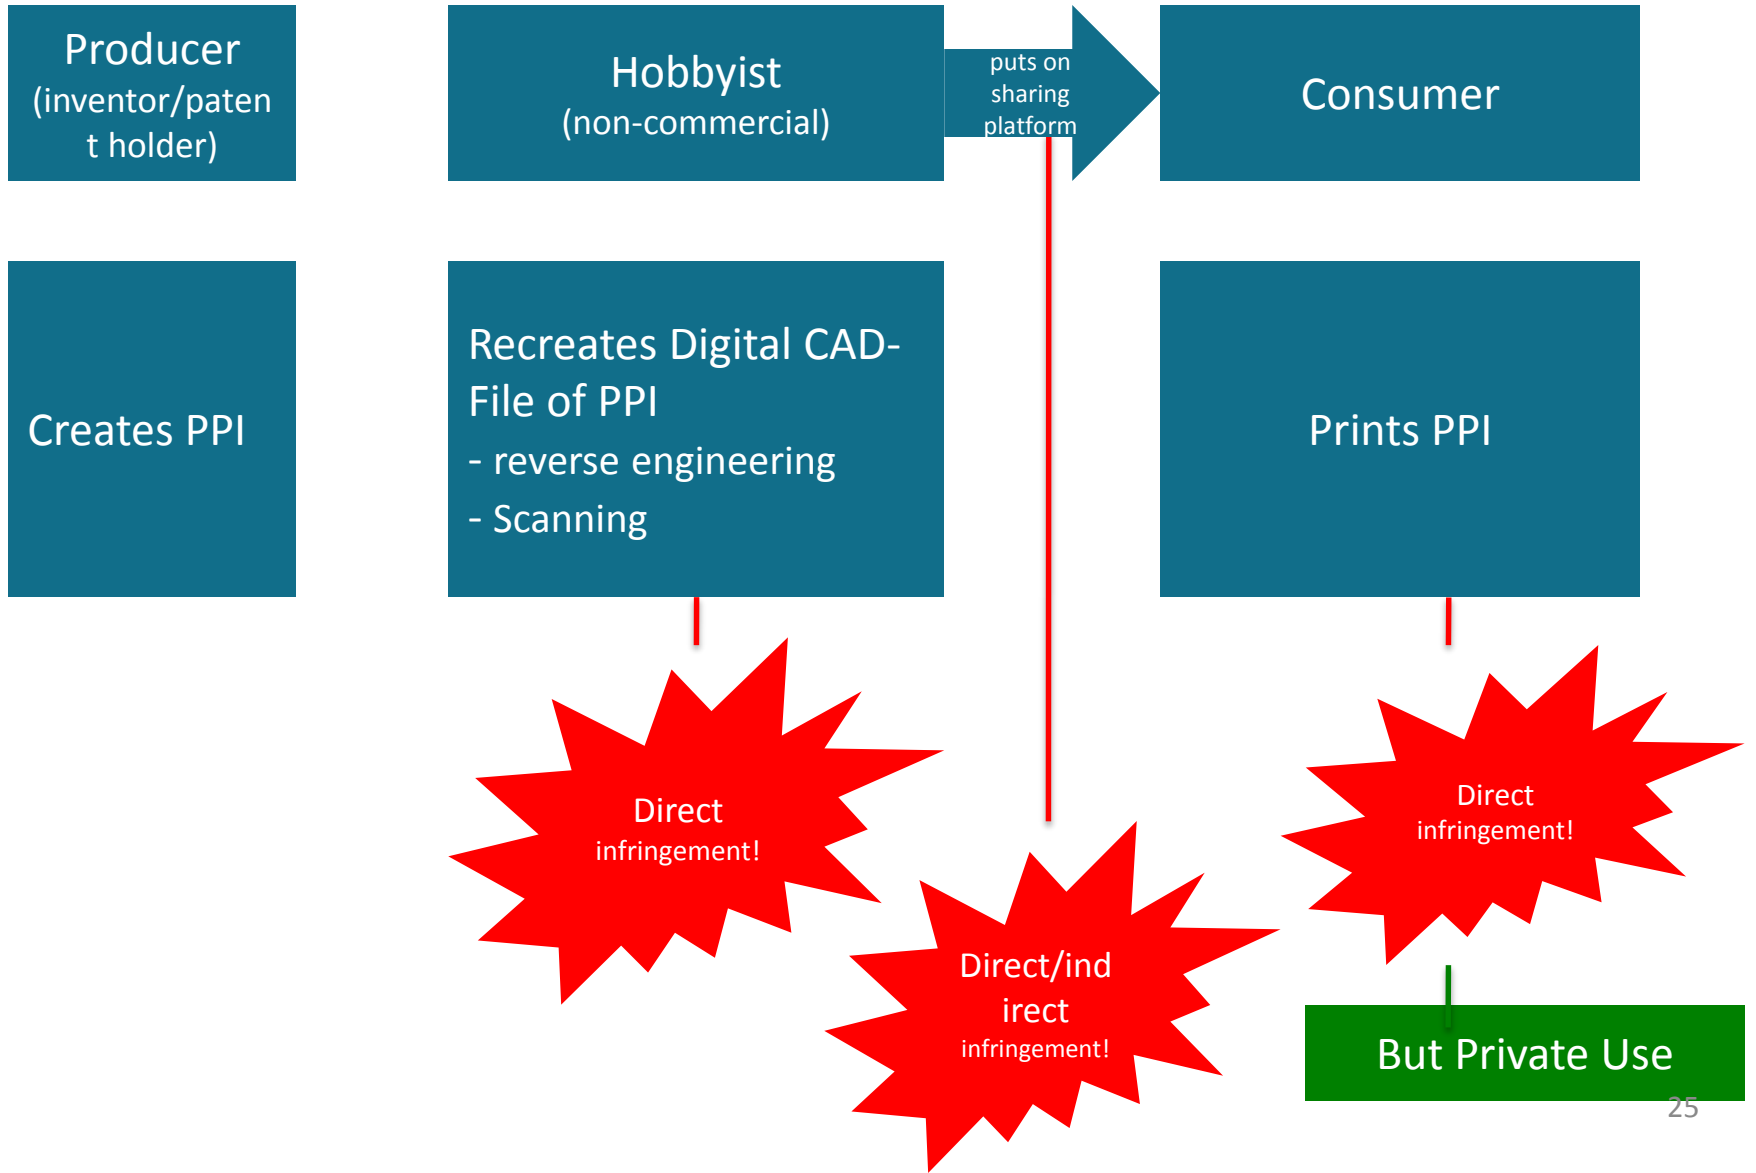 Producer
(inventor/paten
t holder)
Hobbyist
(non-commercial)
puts on
sharing
platform
Consumer
Creates PPI
Recreates Digital CAD-
File of PPI
- reverse engineering
- Scanning
Prints PPI
Direct
infringement!
Direct/ind
irect
infringement!
Direct
infringement!
But Private Use
25